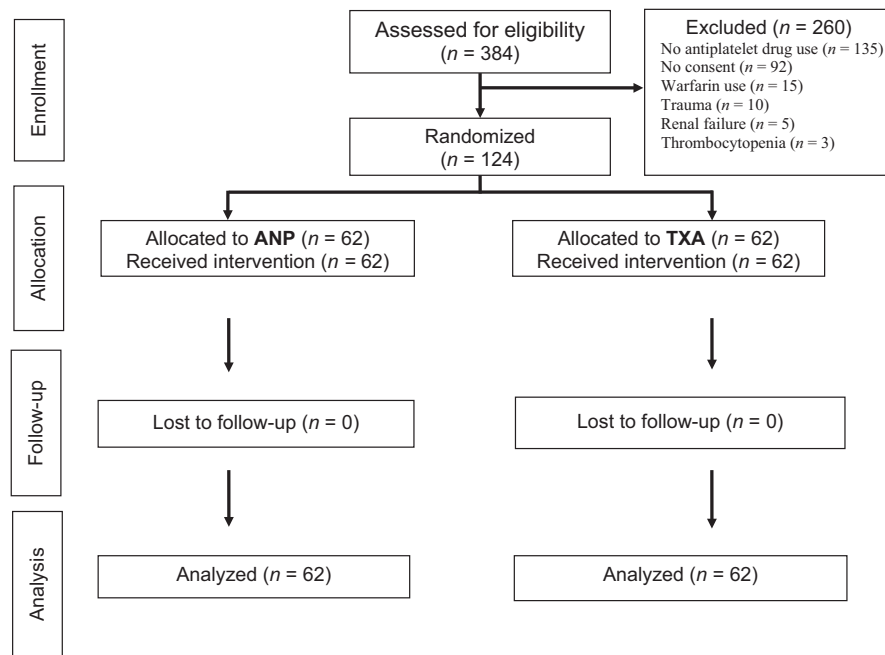 Enrollment
Assessed for eligibility
(n = 384)
Excluded (n = 260)
No antiplatelet drug use (n = 135)
No consent (n = 92)
Warfarin use (n = 15)
Trauma (n = 10)
Renal failure (n = 5)
Thrombocytopenia (n = 3)
Randomized
(n = 124)
Allocation
Allocated to ANP (n = 62)
Received intervention (n = 62)
Allocated to TXA (n = 62)
Received intervention (n = 62)
Follow-up
Lost to follow-up (n = 0)
Lost to follow-up (n = 0)
Analysis
Analyzed (n = 62)
Analyzed (n = 62)